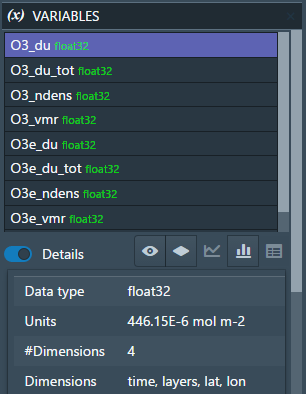 (x) VARIABLES
O3_du float32
O3_du_tot float32
O3_ndens float32
O3_vmr float32
O3e_du float32
O3e_du_tot float32
O3e_ndens float32
O3e_vmr float32
Details
Data type float32
Units 446.15E-6 mol m-2
#Dimensions 4
Dimensions time, layers, lat, lon